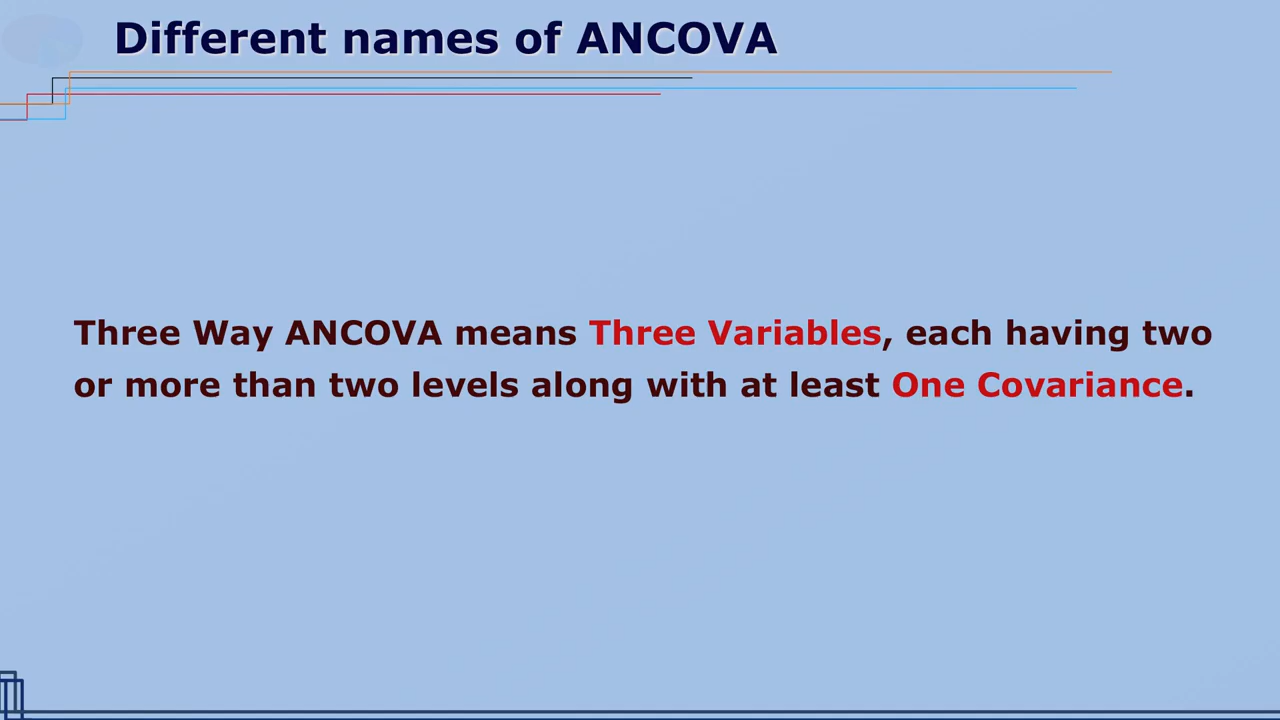 Different names of ANCOVA
Three Way ANCOVA means Three Variables, each having two
or more than two levels along with at least One Covariance.